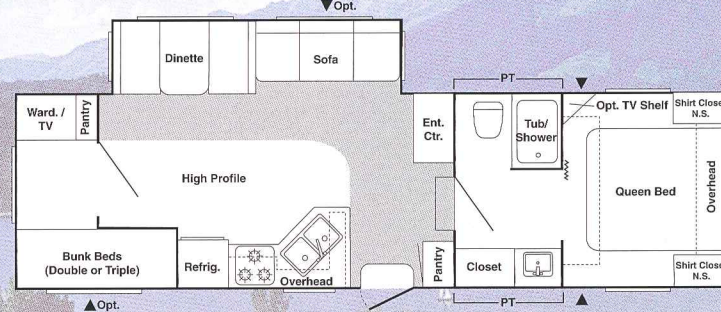 Opt.
Dinette
Sofa
PT
Ward. /
TV
Pantry
Ent.
Ctr.
Tub/
Shower
Opt. TV Shelf
Shirt Close
N.S.
High Profile
Queen Bed
Overhead
Bunk Beds
(Double or Triple)
Refrig.
Overhead
Pantry
Closet
Shirt Close
N.S.
Opt.
PT